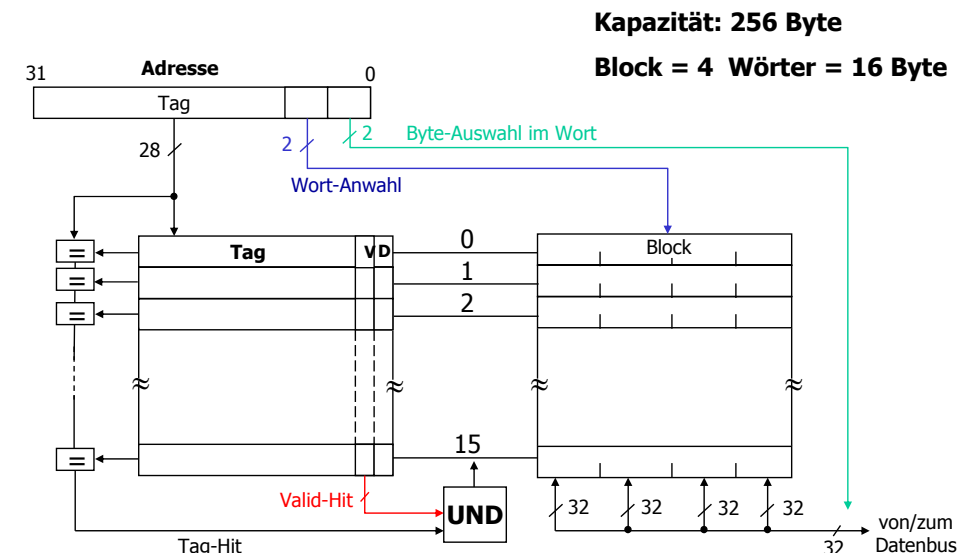 Kapazität: 256 Byte
Block = 4 Wörter = 16 Byte
31 Adresse 0
Tag
28
2
2 Byte-Auswahl im Wort
Wort-Anwahl
= Tag V D 0 Block
= 1
= 2
≈ ≈ ≈ ≈
= 15
Valid-Hit
UND
32 32 32 32
Tag-Hit
32
von/zum
Datenbus